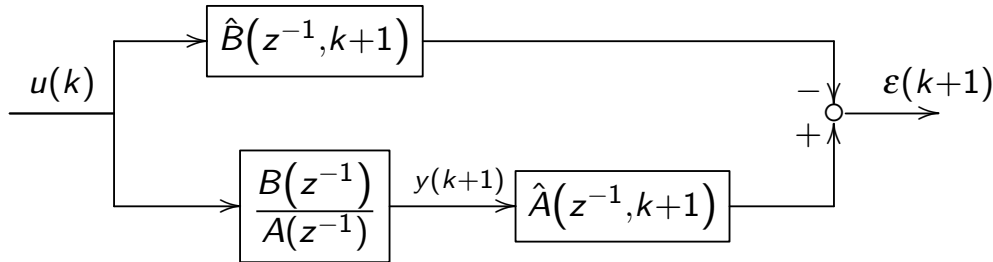 B̂(z⁻¹,k+1)
u(k)
−
ε(k+1)
+
B(z⁻¹)
A(z⁻¹)
y(k+1)
Â(z⁻¹,k+1)